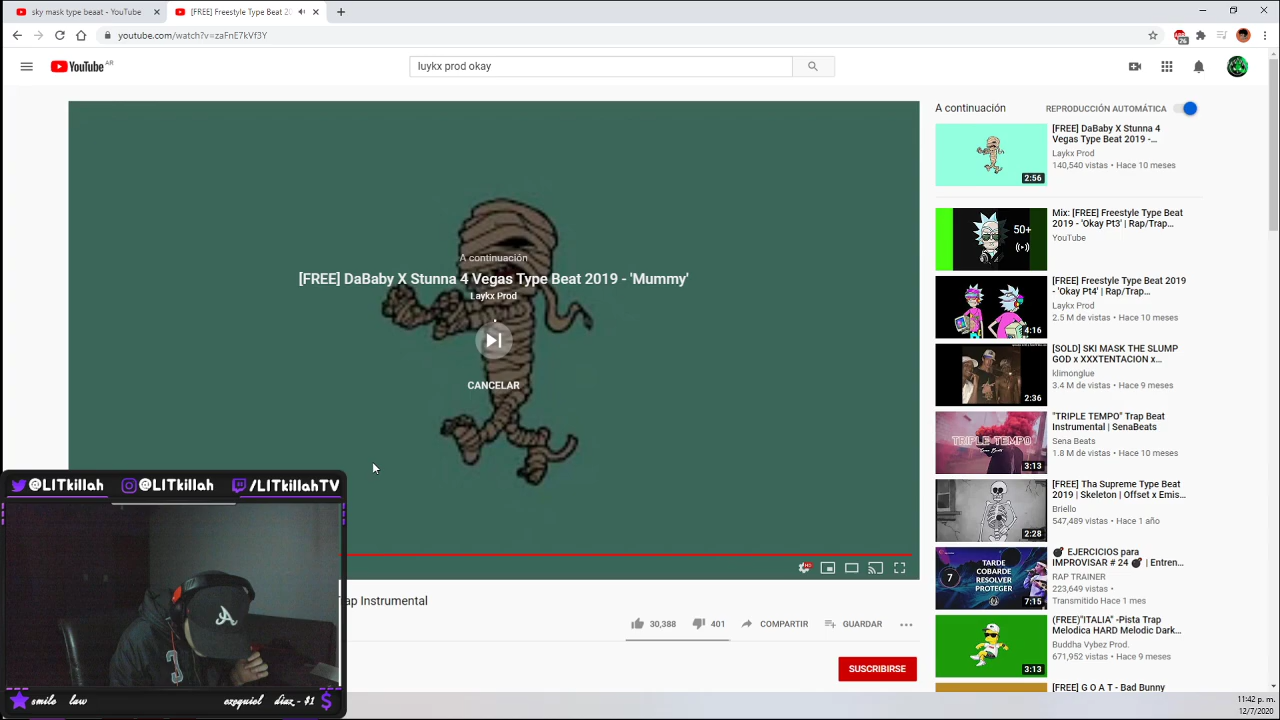 sky mask type beaat - YouTube
[FREE] Freestyle Type Beat 20
youtube.com/watch?v=zaFnE7kVf3Y
26
YouTube AR
luykx prod okay
A continuación
[FREE] DaBaby X Stunna 4 Vegas Type Beat 2019 - 'Mummy'
Laykx Prod
CANCELAR
HD
ap Instrumental
30,388
401
COMPARTIR
GUARDAR
SUSCRIBIRSE
A continuación
REPRODUCCIÓN AUTOMÁTICA
[FREE] DaBaby X Stunna 4
Vegas Type Beat 2019 -...
Laykx Prod
140,540 vistas • Hace 10 meses
2:56
Mix: [FREE] Freestyle Type Beat
2019 - 'Okay Pt3' | Rap/Trap...
YouTube
50+
[FREE] Freestyle Type Beat 2019
- 'Okay Pt4' | Rap/Trap...
Laykx Prod
2.5 M de vistas • Hace 10 meses
4:16
[SOLD] SKI MASK THE SLUMP
GOD x XXXTENTACION x...
klimonglue
3.4 M de vistas • Hace 9 meses
2:36
"TRIPLE TEMPO" Trap Beat
Instrumental | SenaBeats
Sena Beats
1.8 M de vistas • Hace 10 meses
TRIPLE TEMPO
3:13
[FREE] Tha Supreme Type Beat
2019 | Skeleton | Offset x Emis...
Briello
547,489 vistas • Hace 1 año
2:28
EJERCICIOS para
IMPROVISAR # 24 | Entren...
RAP TRAINER
223,649 vistas •
Transmitido Hace 1 mes
7
TARDE
COBARDE
RESOLVER
PROTEGER
7:15
(FREE)"ITALIA" -Pista Trap
Melodica HARD Melodic Dark...
Buddha Vybez Prod.
671,952 vistas • Hace 9 meses
3:13
[FREE] G O A T - Bad Bunny
@LITkillah
@LITkillah
/LITkillahTV
A
emile law
ezequiel diaz - $1
11:42 p. m.
12/7/2020